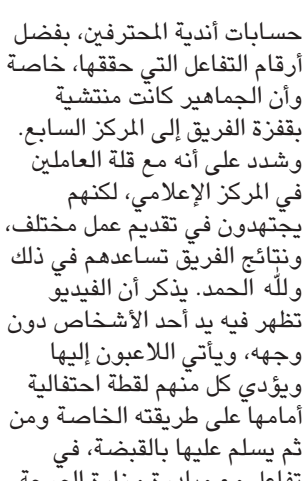 حسابات أندية المحترفين، بفضل
أرقام التفاعل التي حققها، خاصة
وأن الجماهير كانت منتشية
بقفزة الفريق إلى المركز السابع.
وشدد على أنه مع قلة العاملين
في المركز الإعلامي، لكنهم
يجتهدون في تقديم عمل مختلف،
ونتائج الفريق تساعدهم في ذلك
ولله الحمد. يذكر أن الفيديو
تظهر فيه يد أحد الأشخاص دون
وجهه، ويأتي اللاعبون إليها
ويؤدي كل منهم لقطة احتفالية
أمامها على طريقته الخاصة ومن
ثم يسلم عليها بالقبضة، في